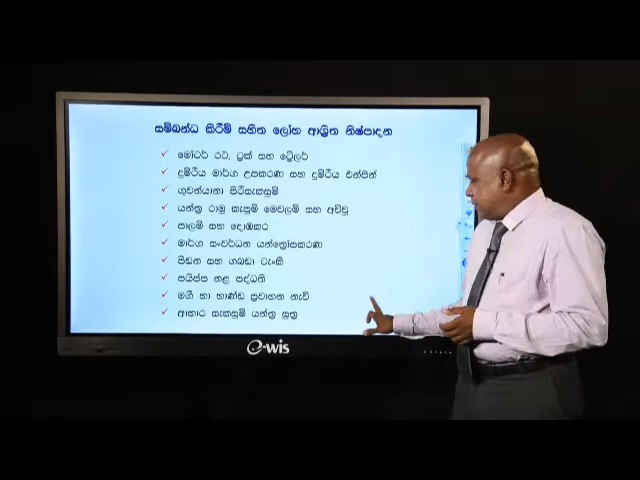 සම්බන්ධ කිරීම් සහිත ලෝහ ආශ්‍රිත නිෂ්පාදන
මෝටර් රථ, ට්‍රක් සහ ට්‍රේලර්
දුම්රිය මාර්ග උපකරණ සහ දුම්රිය එන්ජින්
ගුවන්යානා පිරිසැකසුම්
යන්ත්‍ර රාමු කැපුම් මෙවලම් සහ අච්චු
පාලම් සහ දොඹකර
මාර්ග සංවර්ධන යන්ත්‍රෝපකරණ
පීඩන සහ ගබඩා ටැංකි
පයිප්ප නළ පද්ධති
මගී හා භාණ්ඩ ප්‍රවාහන නැව්
ආහාර සැකසුම් යන්ත්‍ර සූත්‍ර
e-wis